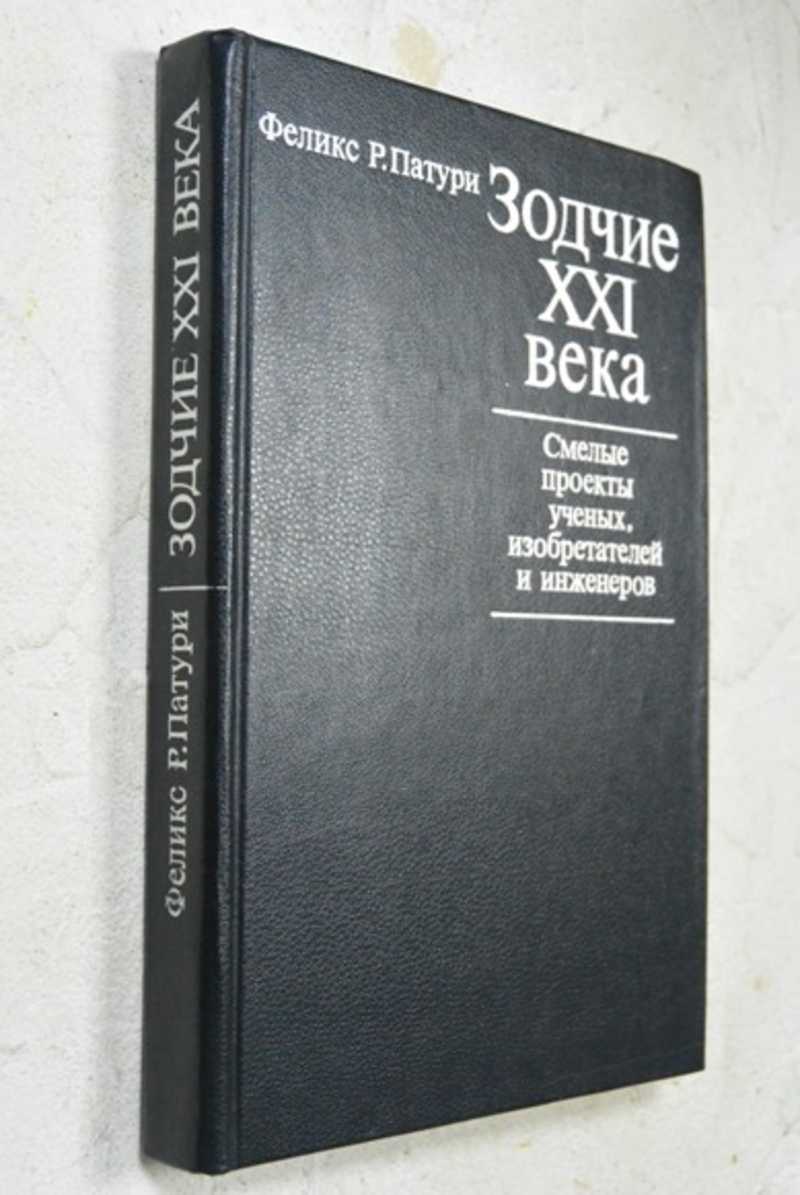 Феликс Р.Патури
Зодчие
XXI
века
Смелые
проекты
ученых,
изобретателей
и инженеров
Феликс Р.Патури | ЗОДЧИЕ XXI ВЕКА